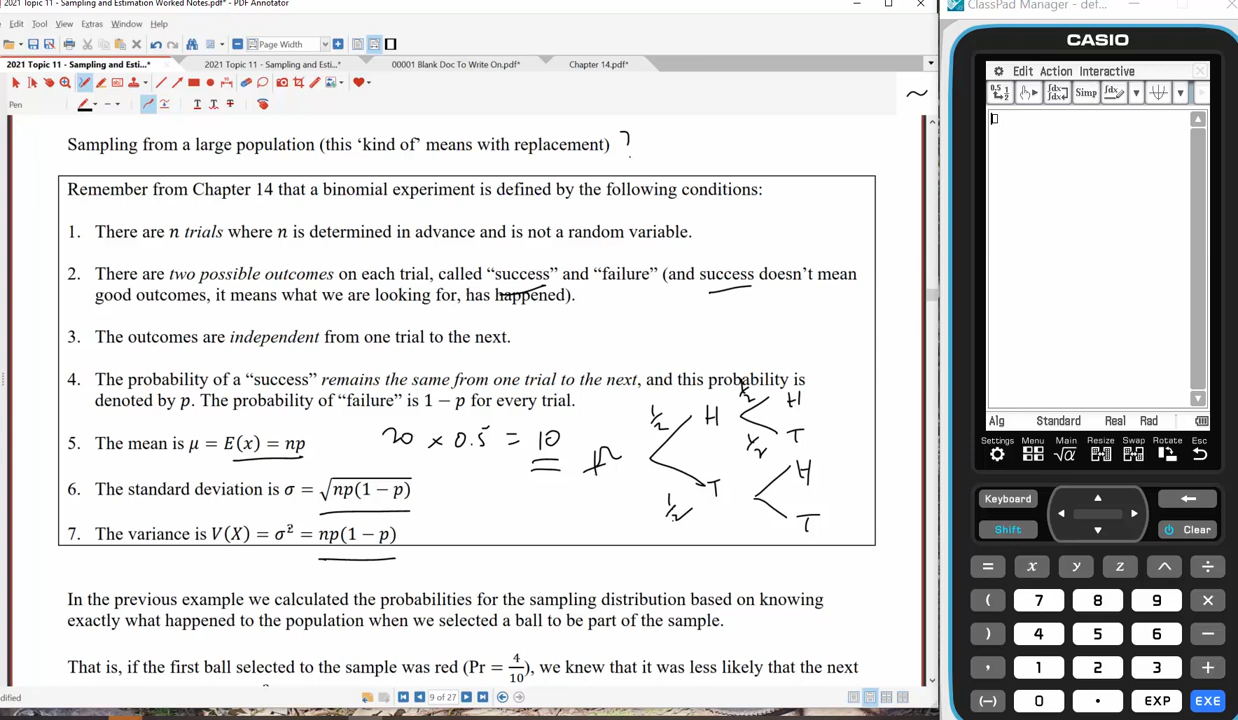 2021 Topic 11 - Sampling and Estimation Worked Notes.pdf* - PDF Annotator
ClassPad Manager - def...
Edit Tool View Extras Window Help
Page Width
2021 Topic 11 - Sampling and Esti...*
2021 Topic 11 - Sampling and Esti...*
00001 Blank Doc To Write On.pdf*
Chapter 14.pdf*
Pen
CASIO
Edit Action Interactive
Simp
Sampling from a large population (this ‘kind of’ means with replacement) ?
Remember from Chapter 14 that a binomial experiment is defined by the following conditions:
1. There are n trials where n is determined in advance and is not a random variable.
2. There are two possible outcomes on each trial, called “success” and “failure” (and success doesn’t mean
good outcomes, it means what we are looking for, has happened).
3. The outcomes are independent from one trial to the next.
4. The probability of a “success” remains the same from one trial to the next, and this probability is
denoted by p. The probability of “failure” is 1 − p for every trial.
5. The mean is μ = E(x) = np
20 × 0.5 = 10
6. The standard deviation is σ = √np(1 − p)
7. The variance is V(X) = σ² = np(1 − p)
1/2 H 1/2 H
1/2 T
1/2 T H
T
In the previous example we calculated the probabilities for the sampling distribution based on knowing
exactly what happened to the population when we selected a ball to be part of the sample.
That is, if the first ball selected to the sample was red (Pr = 4/10), we knew that it was less likely that the next
dified
9 of 27
Alg Standard Real Rad
Settings Menu Main Resize Swap Rotate Esc
Keyboard
Shift
Clear
= x y z ^ ÷
( 7 8 9 ×
) 4 5 6 −
, 1 2 3 +
(−) 0 • EXP EXE